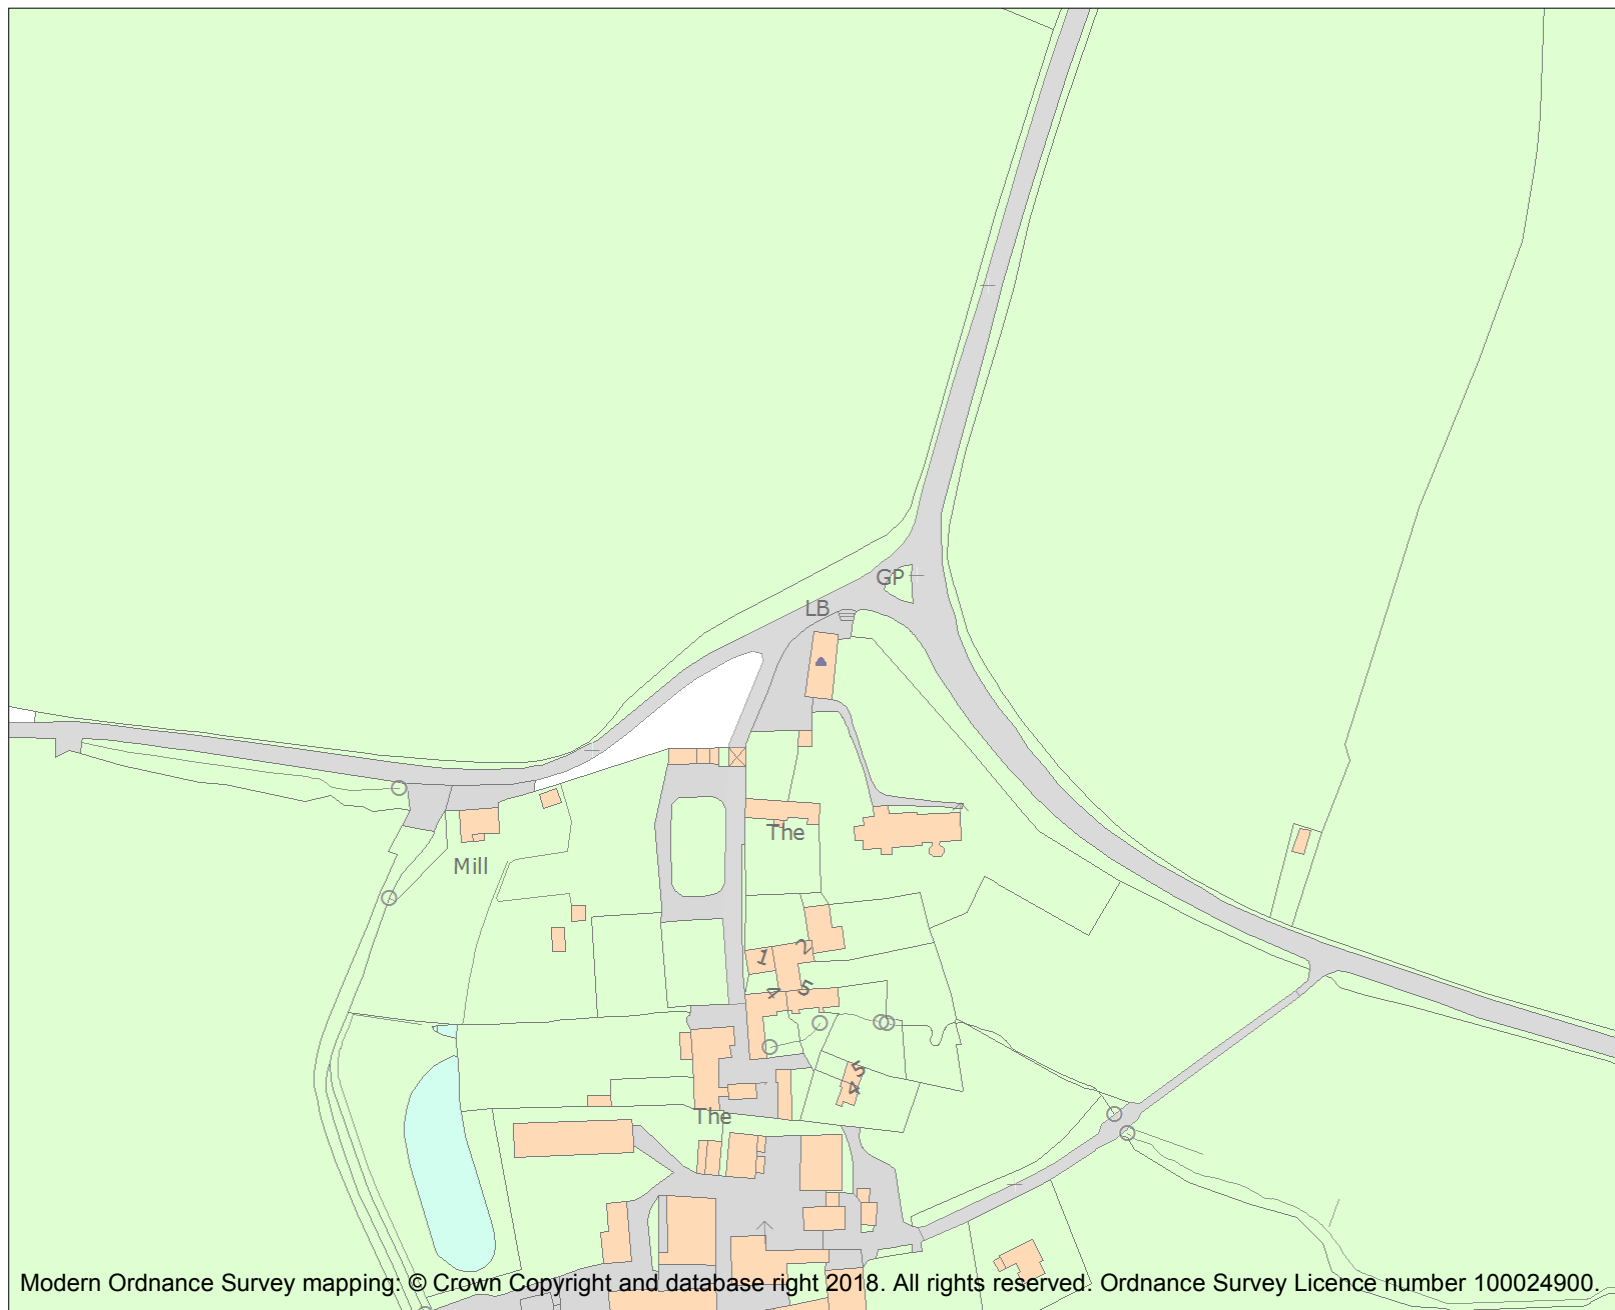 GP
LB
The
Mill
1
2
4
5
5
4
The
Modern Ordnance Survey mapping: © Crown Copyright and database right 2018. All rights reserved. Ordnance Survey Licence number 100024900.